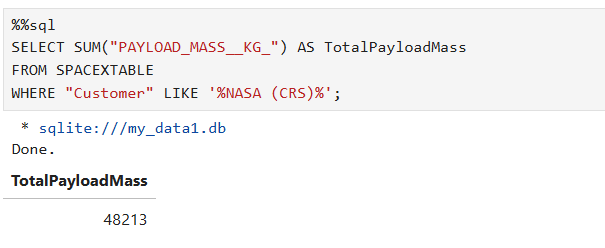 %%sql
SELECT SUM("PAYLOAD_MASS__KG_") AS TotalPayloadMass
FROM SPACEXTABLE
WHERE "Customer" LIKE '%NASA (CRS)%';
* sqlite:///my_data1.db
Done.
TotalPayloadMass
48213